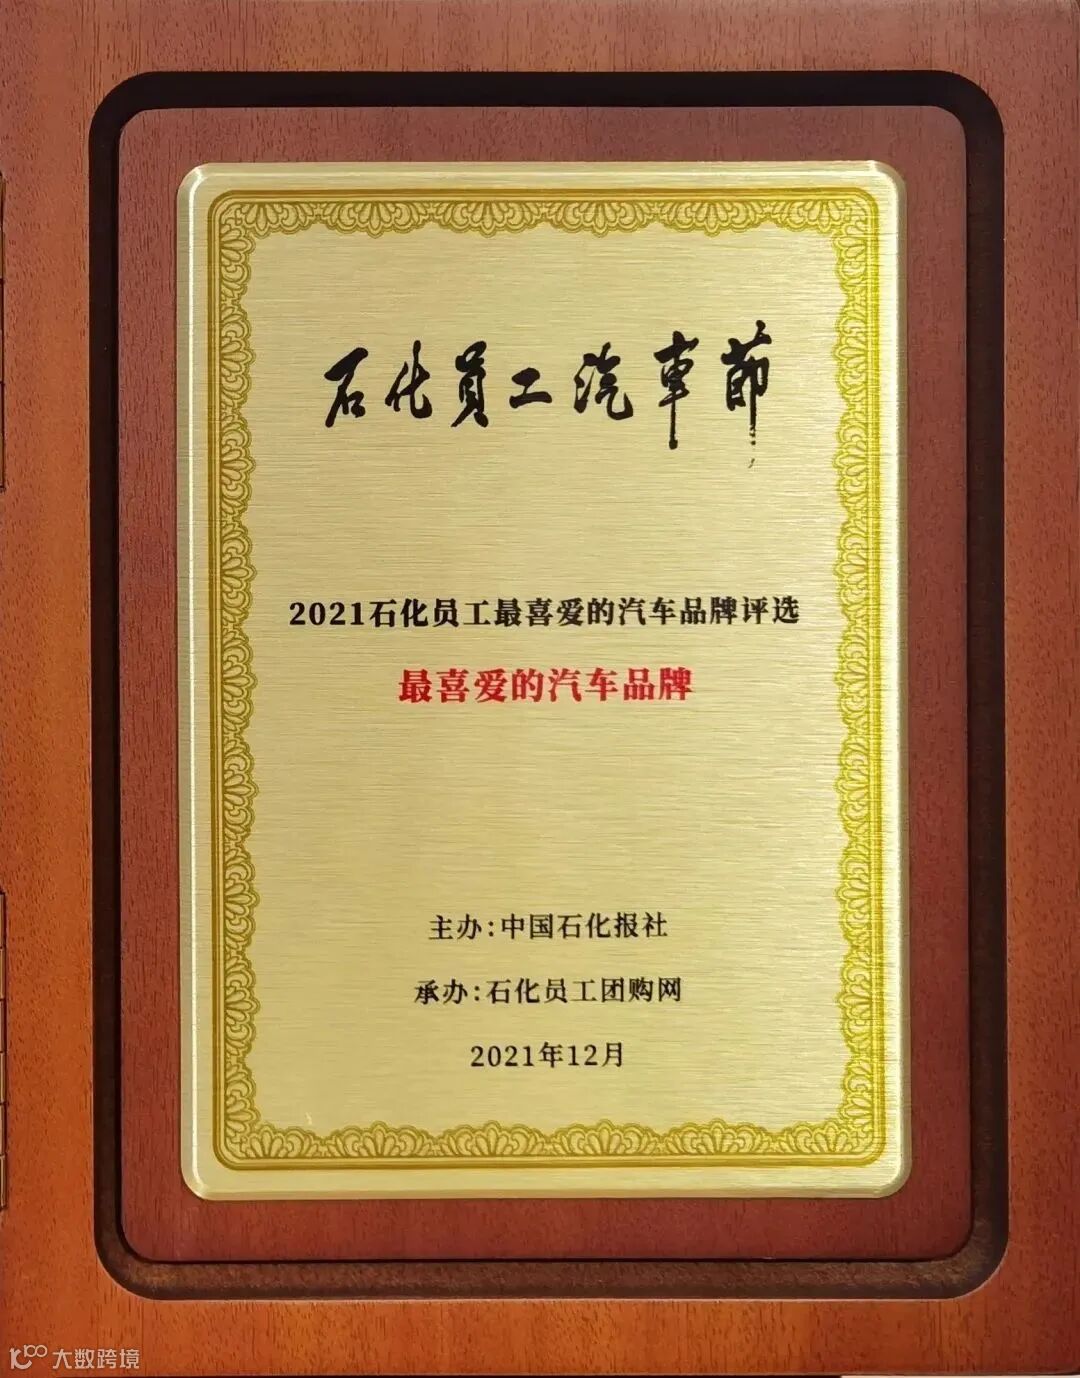 石化员工汽車節
2021石化员工最喜爱的汽车品牌评选
最喜爱的汽车品牌
主办:中国石化报社
承办:石化员工团购网
2021年12月
大数跨境